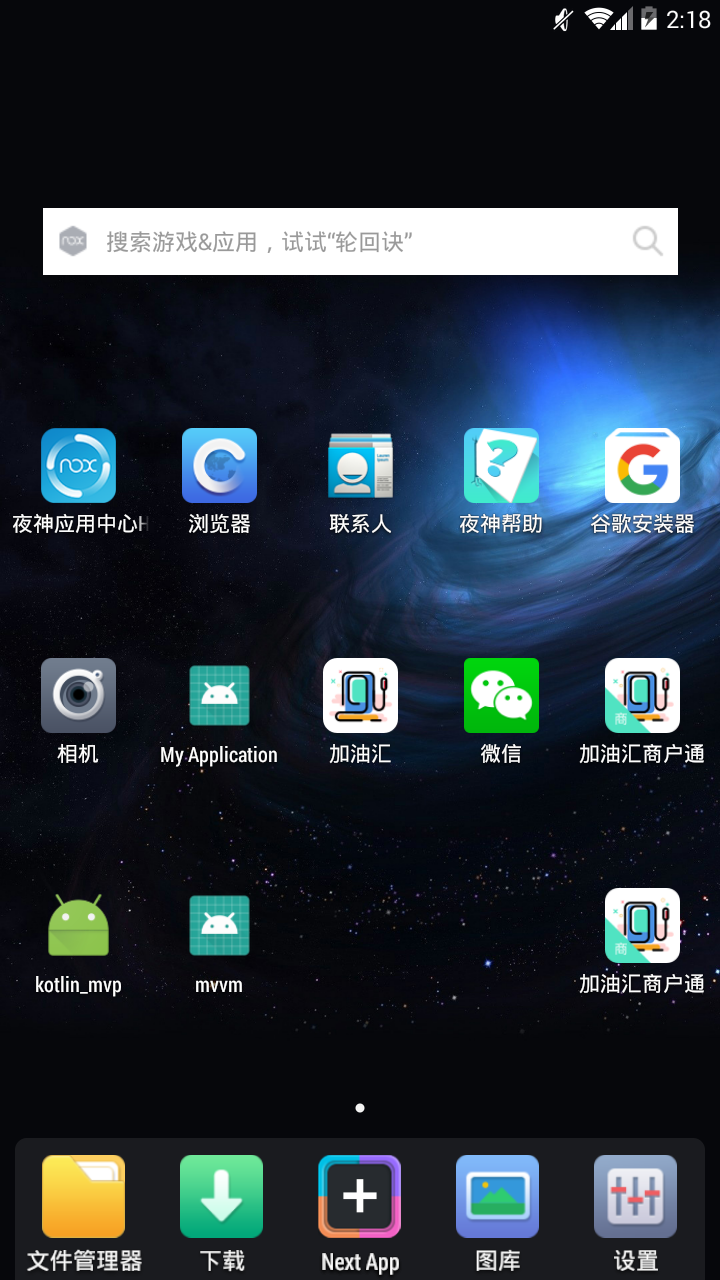 2:18
nox 搜索游戏&应用，试试“轮回诀”
nox
夜神应用中心H 浏览器 联系人 夜神帮助 谷歌安装器
商
相机 My Application 加油汇 微信 加油汇商户通
商
kotlin_mvp mvvm 加油汇商户通
文件管理器 下载 Next App 图库 设置